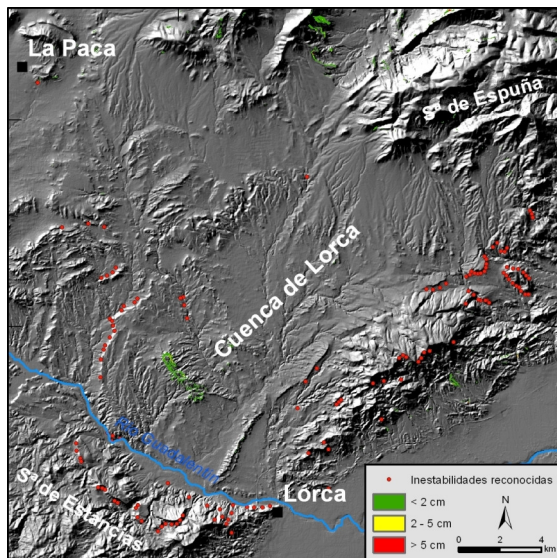 La Paca
Sª de Espuña
Cuenca de Lorca
Río Guadalentín
Sª de Estancias
Lorca
Inestabilidades reconocidas
< 2 cm
2 - 5 cm
> 5 cm
N
0 2 4
km